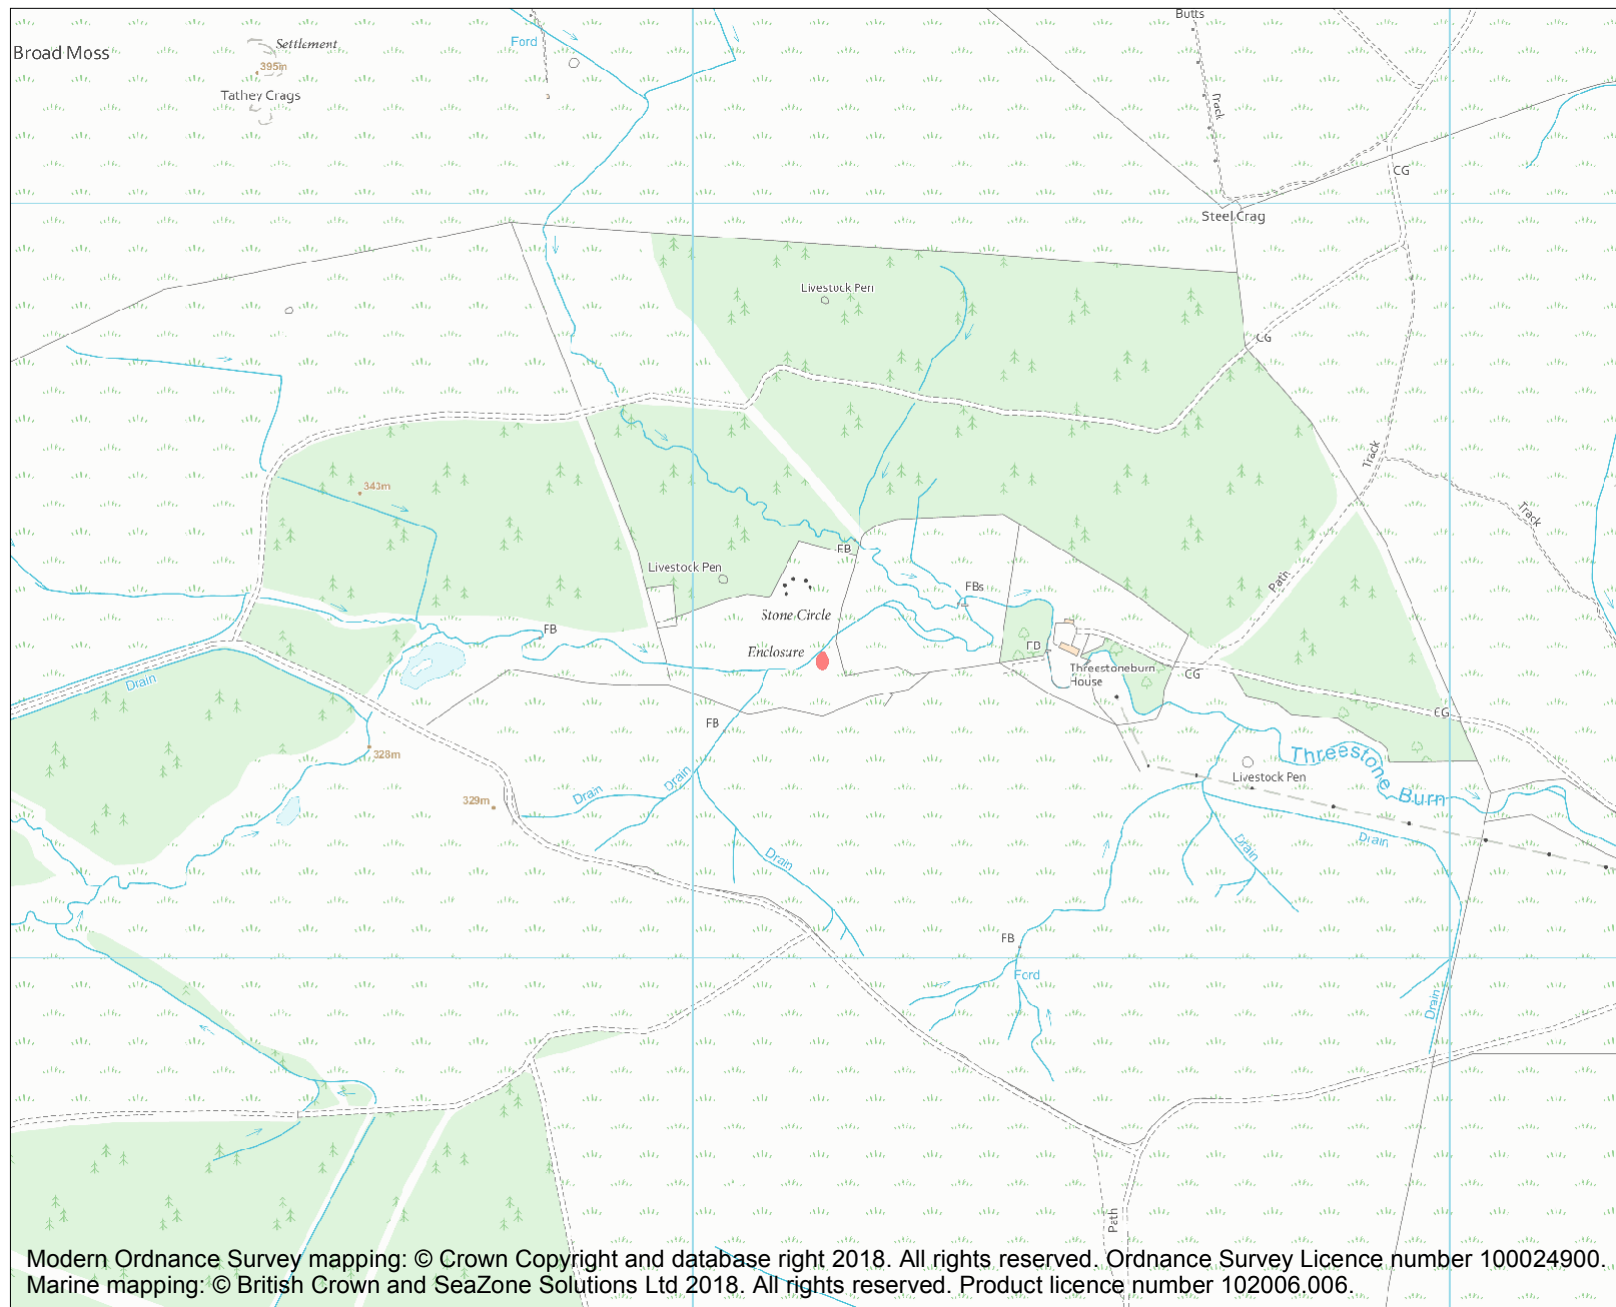 Butts
Ford
Settlement
Broad Moss
395m
Tathey Crags
Track
CG
Steel Crag
Livestock Pen
CG
Track
343m
Track
FB
Livestock Pen
Path
FBs
Stone Circle
FB
Enclosure
Threestoneburn
House
CG
Drain
CG
FB
328m
Threestone Burn
Livestock Pen
Drain
329m
Drain
Drain
Drain
Drain
FB
Ford
Drain
Path
Modern Ordnance Survey mapping: © Crown Copyright and database right 2018. All rights reserved. Ordnance Survey Licence number 100024900.
Marine mapping: © British Crown and SeaZone Solutions Ltd 2018. All rights reserved. Product licence number 102006.006.